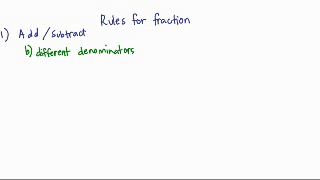 Rules for fraction
1) Add / Subtract
b) different denominators